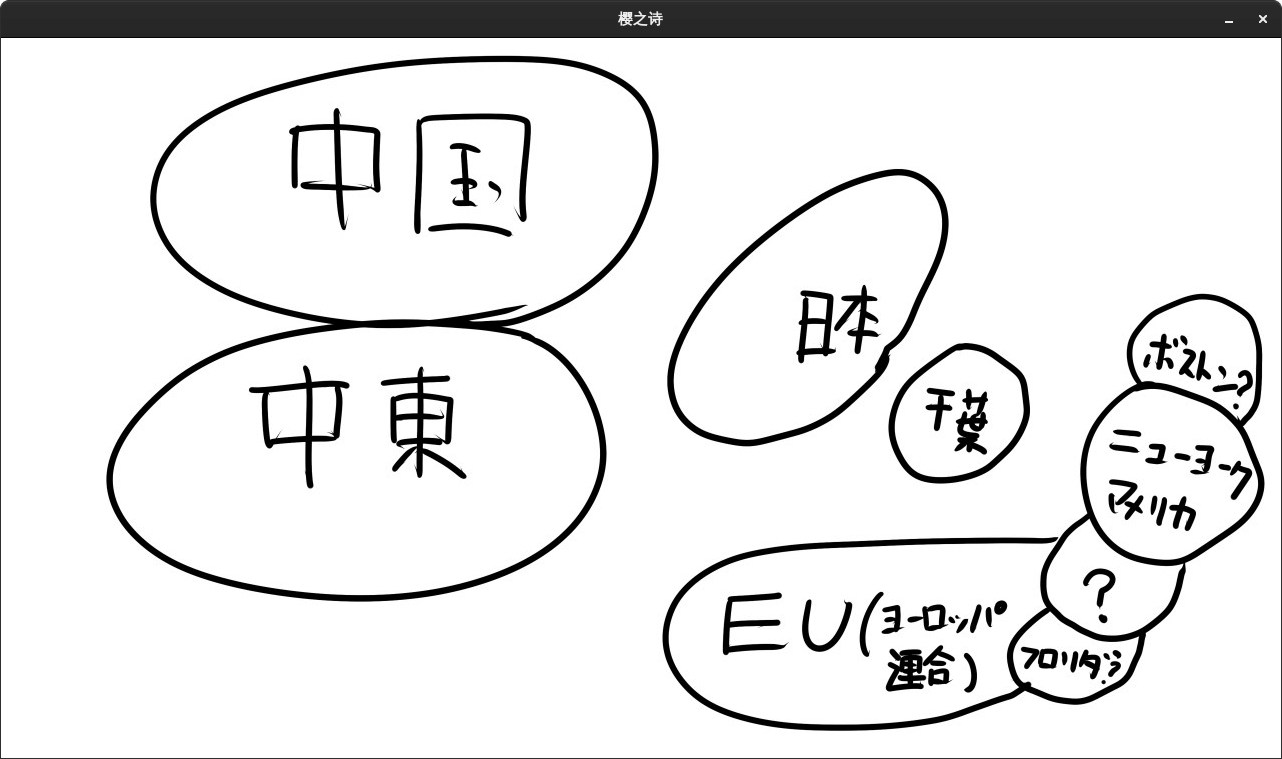 樱之诗
中国
中東
日本
千葉
ボストン?
ニューヨーク
アメリカ
?
フロリダ?
EU(ヨーロッパ
連合)